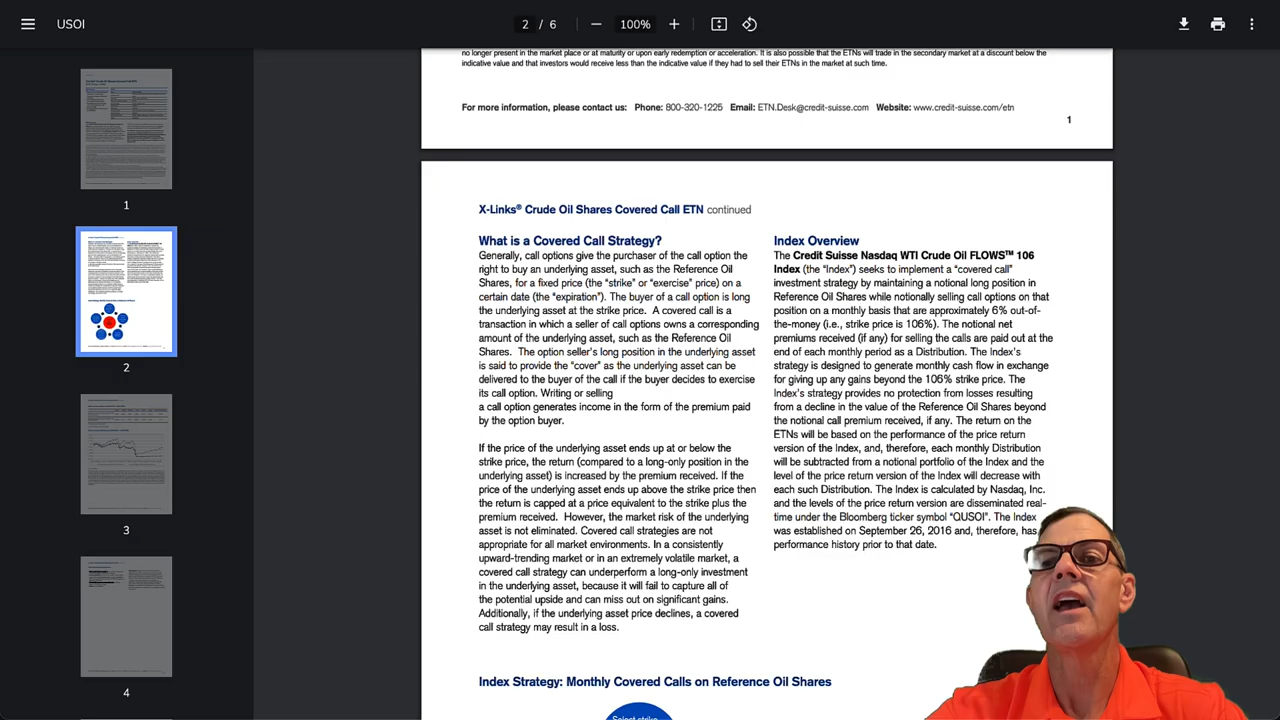 USOI
2 / 6
100%
1
2
3
4
no longer present in the market place or at maturity or upon early redemption or acceleration. It is also possible that the ETNs will trade in the secondary market at a discount below the
indicative value and that investors would receive less than the indicative value if they had to sell their ETNs in the market at such time.
For more information, please contact us: Phone: 800-320-1225 Email: ETN.Desk@credit-suisse.com Website: www.credit-suisse.com/etn
1
X-Links® Crude Oil Shares Covered Call ETN continued
What is a Covered Call Strategy?
Generally, call options give the purchaser of the call option the
right to buy an underlying asset, such as the Reference Oil
Shares, for a fixed price (the “strike” or “exercise” price) on a
certain date (the “expiration”). The buyer of a call option is long
the underlying asset at the strike price. A covered call is a
transaction in which a seller of call options owns a corresponding
amount of the underlying asset, such as the Reference Oil
Shares. The option seller’s long position in the underlying asset
is said to provide the “cover” as the underlying asset can be
delivered to the buyer of the call if the buyer decides to exercise
its call option. Writing or selling
a call option generates income in the form of the premium paid
by the option buyer.
If the price of the underlying asset ends up at or below the
strike price, the return (compared to a long-only position in the
underlying asset) is increased by the premium received. If the
price of the underlying asset ends up above the strike price then
the return is capped at a price equivalent to the strike plus the
premium received. However, the market risk of the underlying
asset is not eliminated. Covered call strategies are not
appropriate for all market environments. In a consistently
upward-trending market or in an extremely volatile market, a
covered call strategy can underperform a long-only investment
in the underlying asset, because it will fail to capture all of
the potential upside and can miss out on significant gains.
Additionally, if the underlying asset price declines, a covered
call strategy may result in a loss.
Index Overview
The Credit Suisse Nasdaq WTI Crude Oil FLOWS™ 106
Index (the “Index”) seeks to implement a “covered call”
investment strategy by maintaining a notional long position in
Reference Oil Shares while notionally selling call options on that
position on a monthly basis that are approximately 6% out-of-
the-money (i.e., strike price is 106%). The notional net
premiums received (if any) for selling the calls are paid out at the
end of each monthly period as a Distribution. The Index’s
strategy is designed to generate monthly cash flow in exchange
for giving up any gains beyond the 106% strike price. The
Index’s strategy provides no protection from losses resulting
from a decline in the value of the Reference Oil Shares beyond
the notional call premium received, if any. The return on the
ETNs will be based on the performance of the price return
version of the Index, and, therefore, each monthly Distribution
will be subtracted from a notional portfolio of the Index and the
level of the price return version of the Index will decrease with
each such Distribution. The Index is calculated by Nasdaq, Inc.
and the levels of the price return version are disseminated real-
time under the Bloomberg ticker symbol “QUSOI”. The Index
was established on September 26, 2016 and, therefore, has
performance history prior to that date.
Index Strategy: Monthly Covered Calls on Reference Oil Shares
Select strike